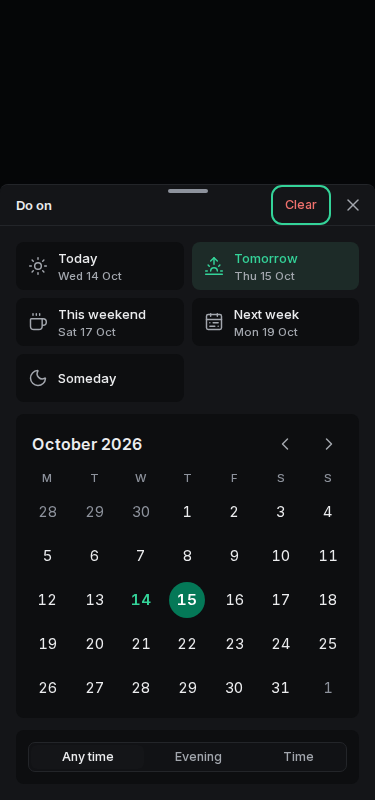 Do on
Clear
Today
Wed 14 Oct
Tomorrow
Thu 15 Oct
This weekend
Sat 17 Oct
Next week
Mon 19 Oct
Someday
October 2026
M T W T F S S
28 29 30 1 2 3 4
5 6 7 8 9 10 11
12 13 14 15 16 17 18
19 20 21 22 23 24 25
26 27 28 29 30 31 1
Any time Evening Time